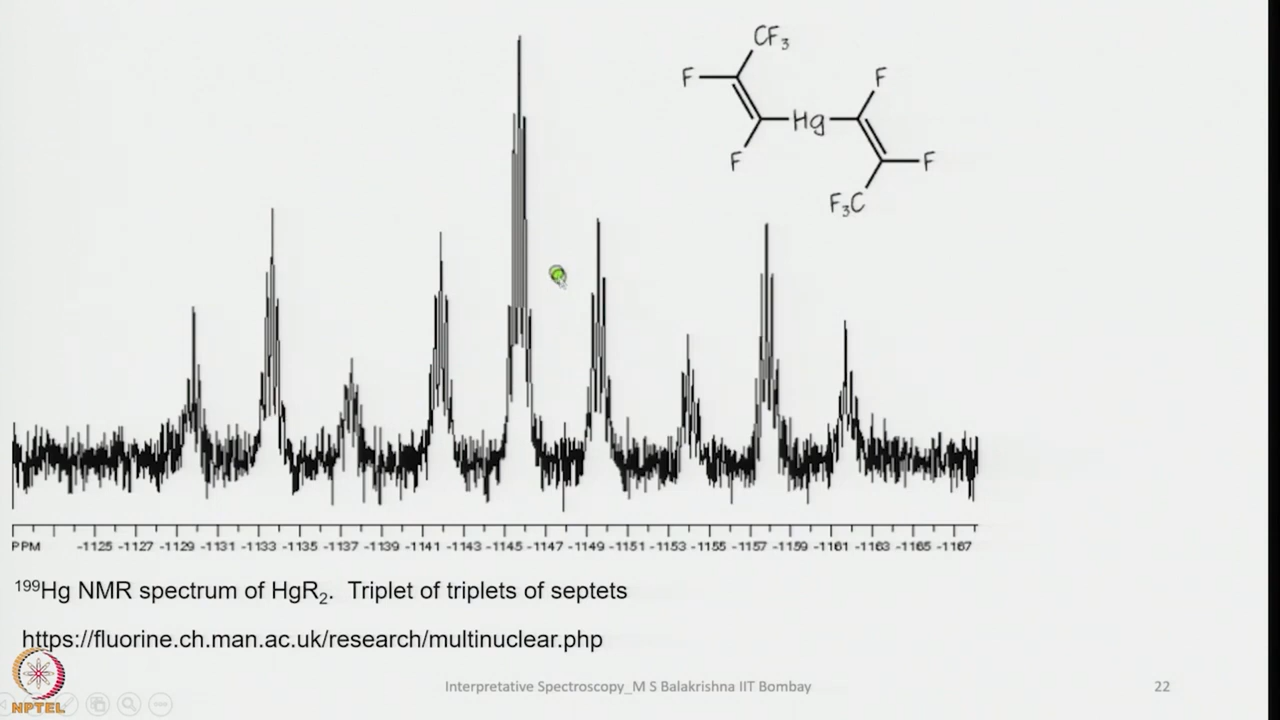 CF₃
F
F
Hg
F
F
F₃C
PPM -1125 -1127 -1129 -1131 -1133 -1135 -1137 -1139 -1141 -1143 -1145 -1147 -1149 -1151 -1153 -1155 -1157 -1159 -1161 -1163 -1165 -1167
¹⁹⁹Hg NMR spectrum of HgR₂. Triplet of triplets of septets
https://fluorine.ch.man.ac.uk/research/multinuclear.php
Interpretative Spectroscopy_M S Balakrishna IIT Bombay
22
NPTEL